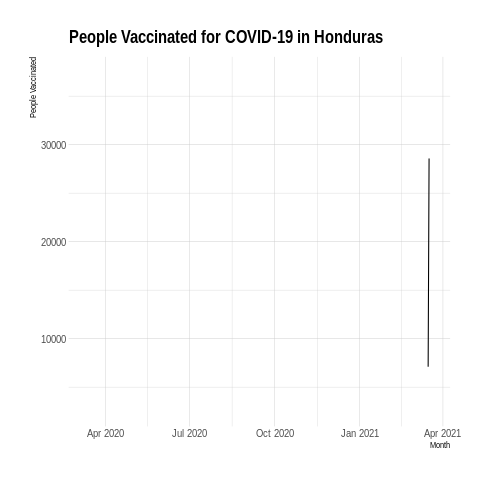 People Vaccinated for COVID-19 in Honduras
People Vaccinated
30000
20000
10000
Apr 2020 Jul 2020 Oct 2020 Jan 2021 Apr 2021
Month